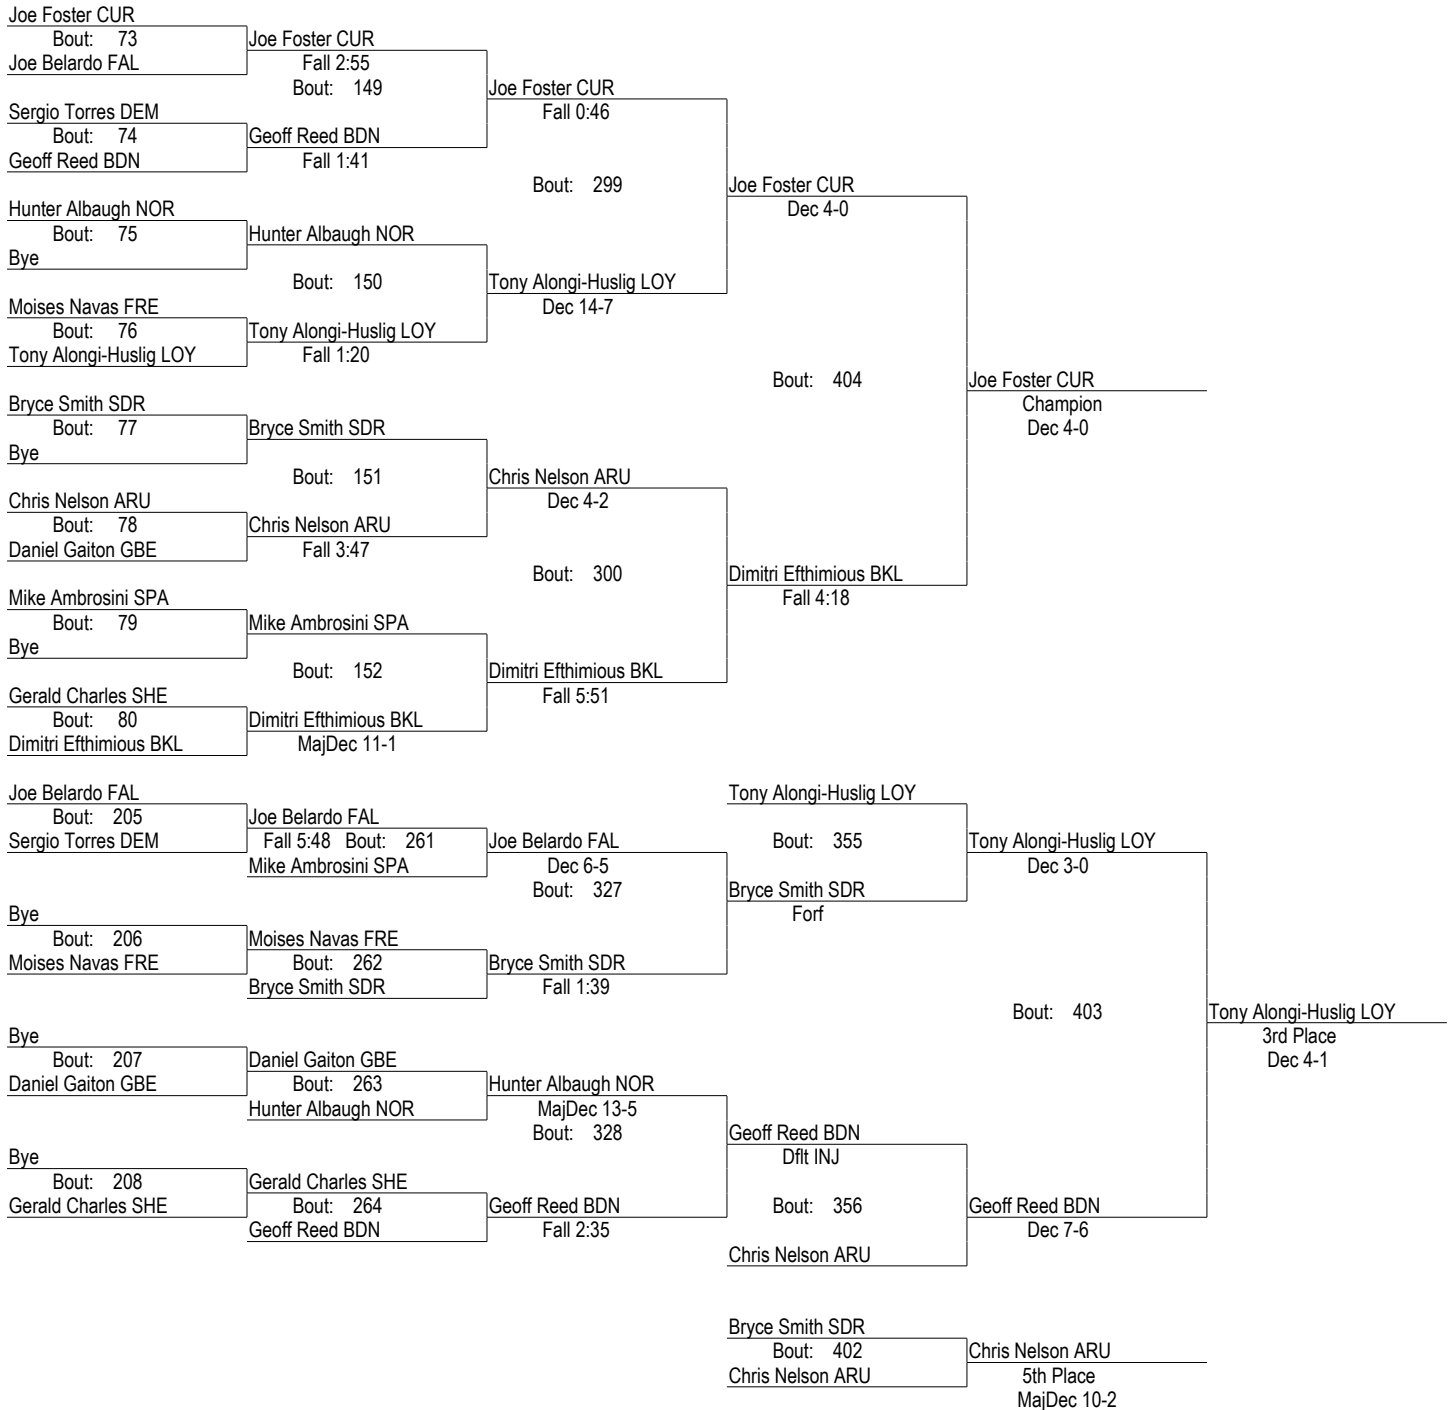 Joe Foster CUR
Bout: 73 Joe Foster CUR
Joe Belardo FAL Fall 2:55
Bout: 149 Joe Foster CUR
Sergio Torres DEM Fall 0:46
Bout: 74 Geoff Reed BDN
Geoff Reed BDN Fall 1:41
Bout: 299 Joe Foster CUR
Hunter Albaugh NOR Dec 4-0
Bout: 75 Hunter Albaugh NOR
Bye
Bout: 150 Tony Alongi-Huslig LOY
Moises Navas FRE Dec 14-7
Bout: 76 Tony Alongi-Huslig LOY
Tony Alongi-Huslig LOY Fall 1:20
Bout: 404 Joe Foster CUR
Bryce Smith SDR Champion
Bout: 77 Bryce Smith SDR Dec 4-0
Bye
Bout: 151 Chris Nelson ARU
Chris Nelson ARU Dec 4-2
Bout: 78 Chris Nelson ARU
Daniel Gaiton GBE Fall 3:47
Bout: 300 Dimitri Efthimious BKL
Mike Ambrosini SPA Fall 4:18
Bout: 79 Mike Ambrosini SPA
Bye
Bout: 152 Dimitri Efthimious BKL
Gerald Charles SHE Fall 5:51
Bout: 80 Dimitri Efthimious BKL
Dimitri Efthimious BKL MajDec 11-1
Joe Belardo FAL Tony Alongi-Huslig LOY
Bout: 205 Joe Belardo FAL
Sergio Torres DEM Fall 5:48 Bout: 261 Joe Belardo FAL Bout: 355 Tony Alongi-Huslig LOY
Mike Ambrosini SPA Dec 6-5 Dec 3-0
Bout: 327 Bryce Smith SDR
Bye Forf
Bout: 206 Moises Navas FRE
Moises Navas FRE Bout: 262 Bryce Smith SDR
Bryce Smith SDR Fall 1:39
Bout: 403 Tony Alongi-Huslig LOY
Bye 3rd Place
Bout: 207 Daniel Gaiton GBE Dec 4-1
Daniel Gaiton GBE Bout: 263 Hunter Albaugh NOR
Hunter Albaugh NOR MajDec 13-5
Bout: 328 Geoff Reed BDN
Bye Dflt INJ
Bout: 208 Gerald Charles SHE
Gerald Charles SHE Bout: 264 Geoff Reed BDN Bout: 356 Geoff Reed BDN
Geoff Reed BDN Fall 2:35 Dec 7-6
Chris Nelson ARU
Bryce Smith SDR
Bout: 402 Chris Nelson ARU
Chris Nelson ARU 5th Place
MajDec 10-2